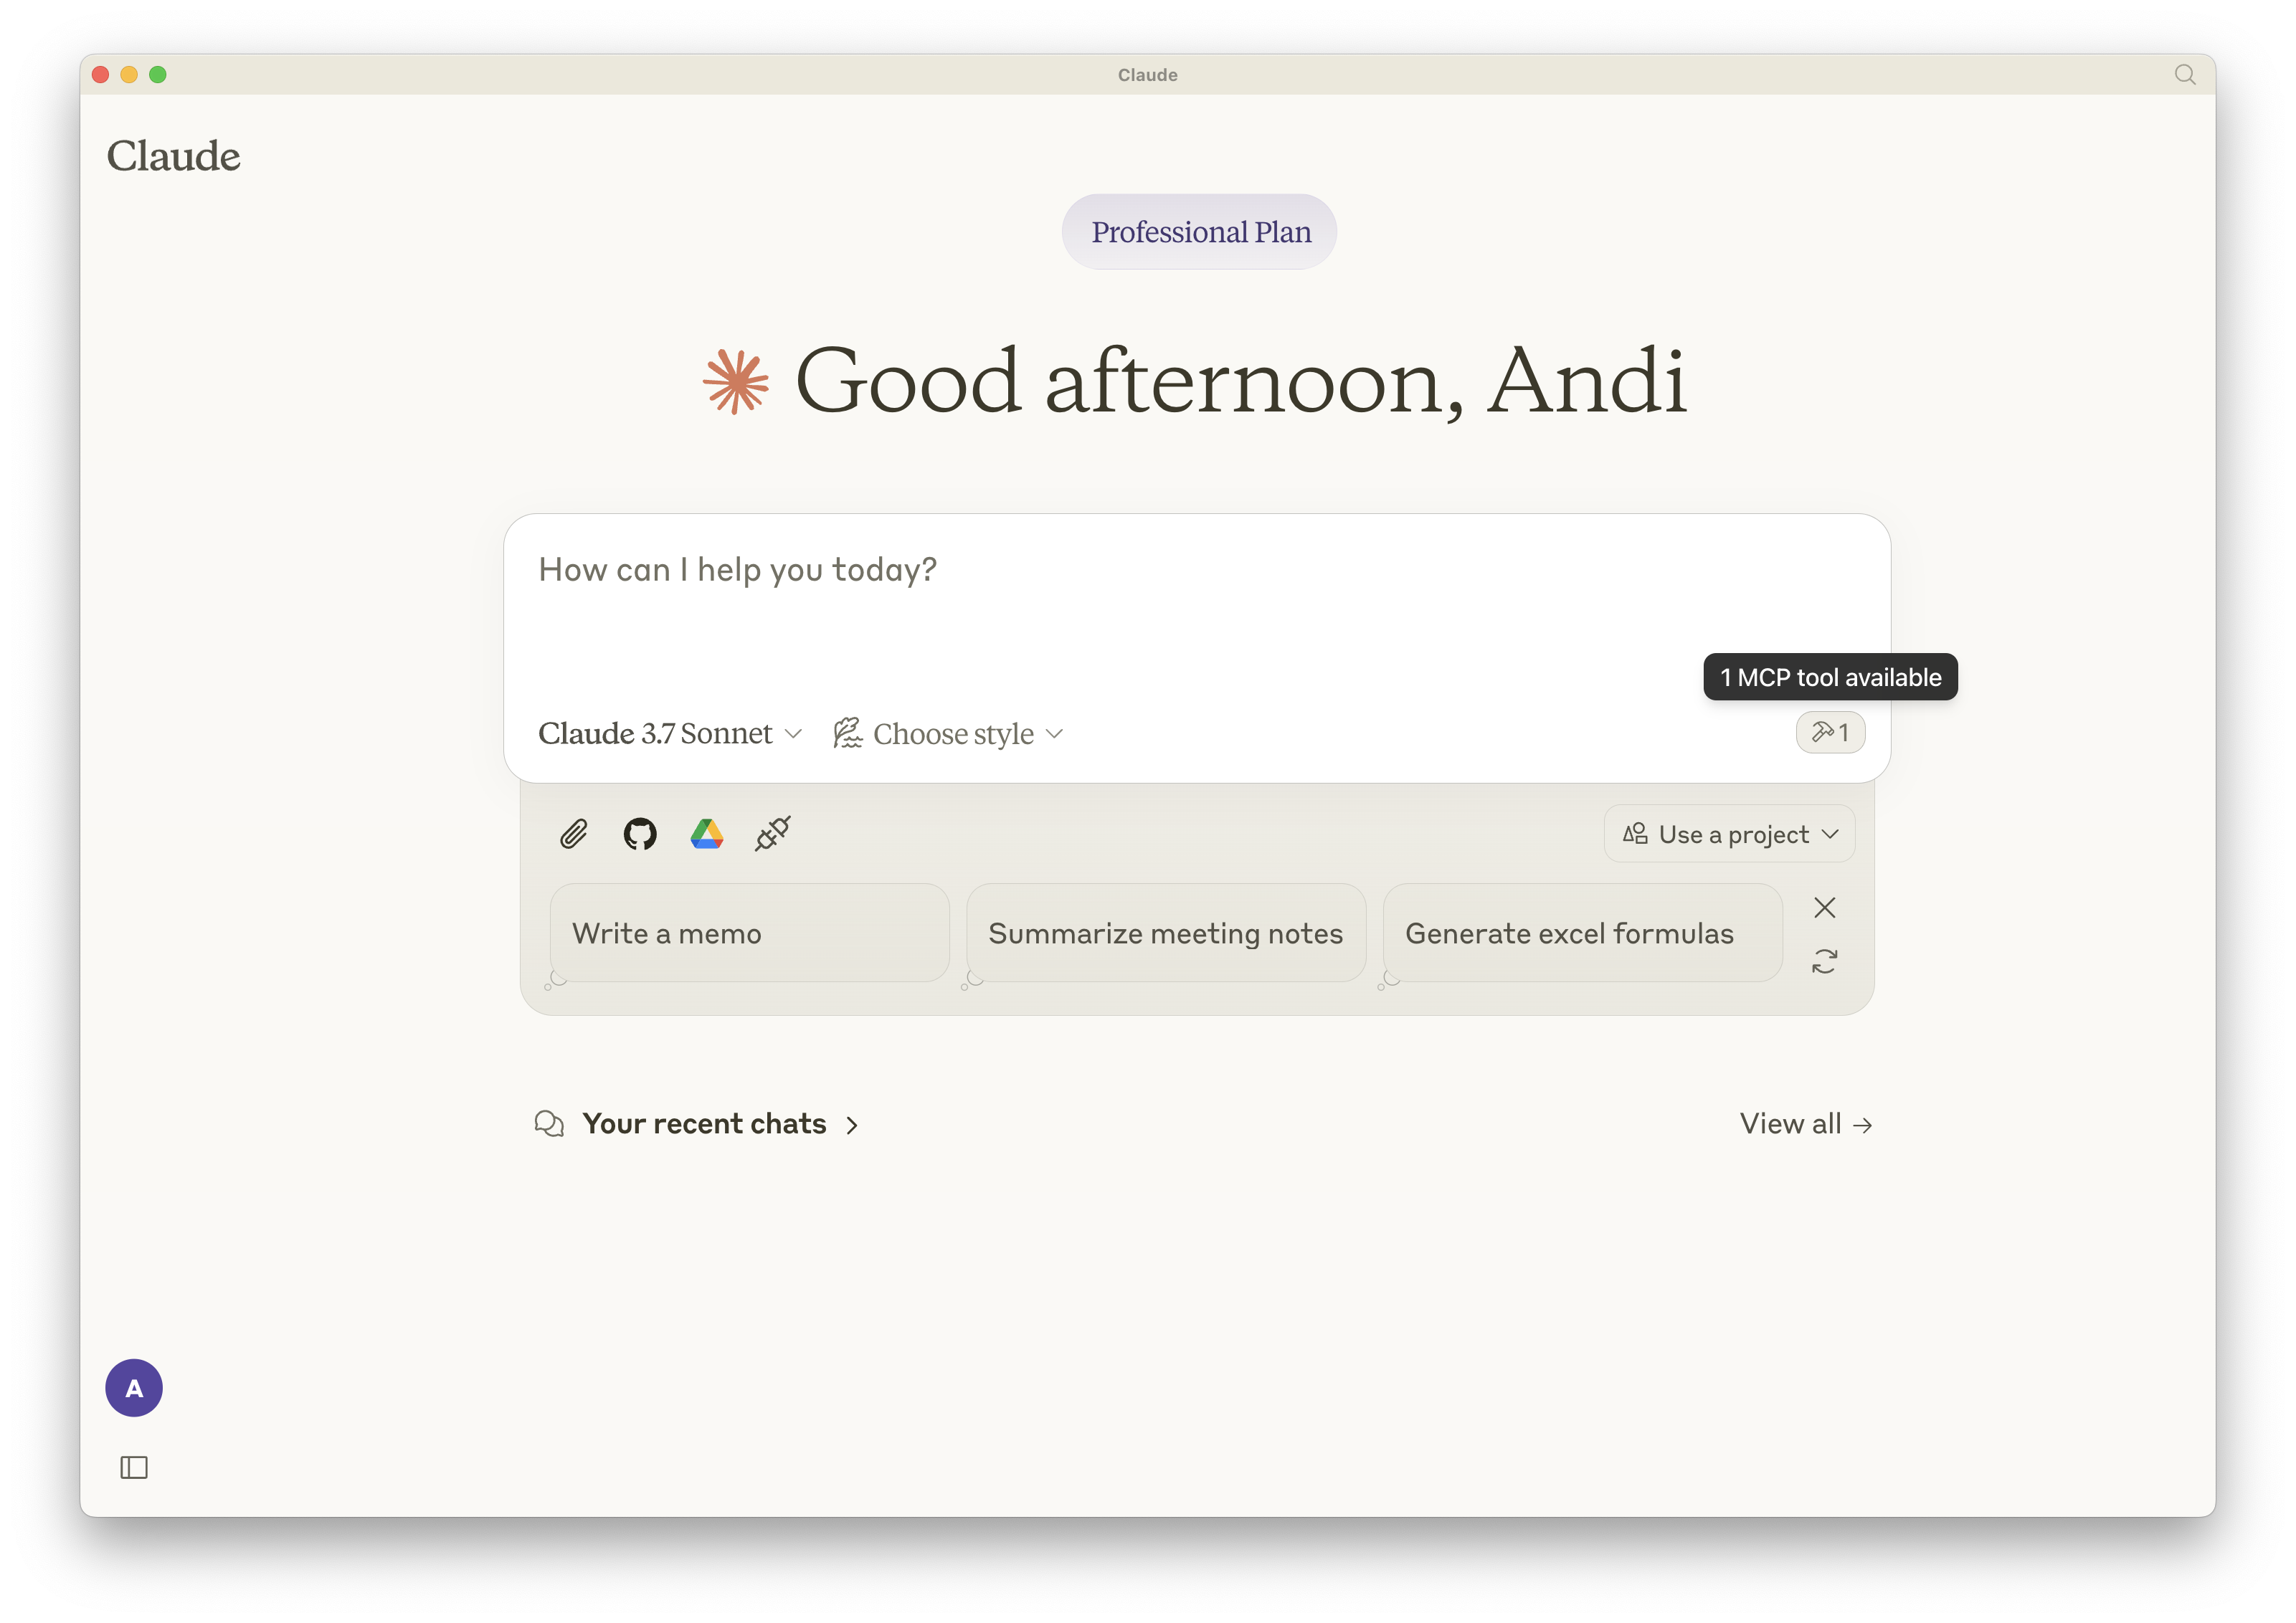 Claude
Claude
Professional Plan
Good afternoon, Andi
How can I help you today?
1 MCP tool available
Claude 3.7 Sonnet
Choose style
1
Use a project
Write a memo
Summarize meeting notes
Generate excel formulas
Your recent chats
View all →
A